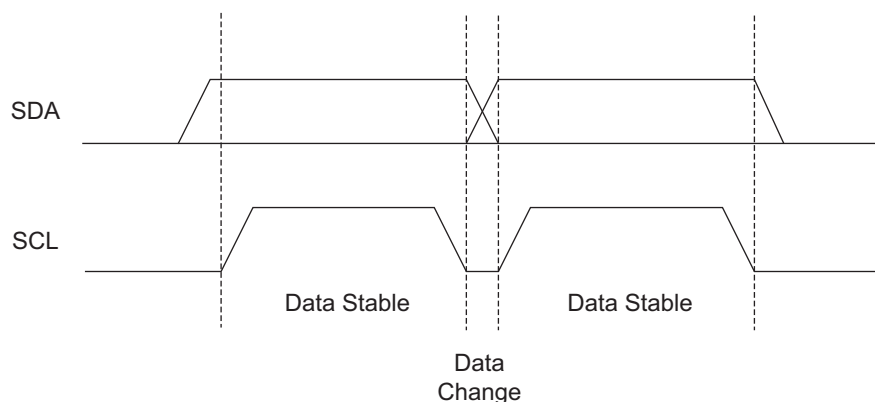 SDA
SCL
Data Stable
Data Stable
Data
Change